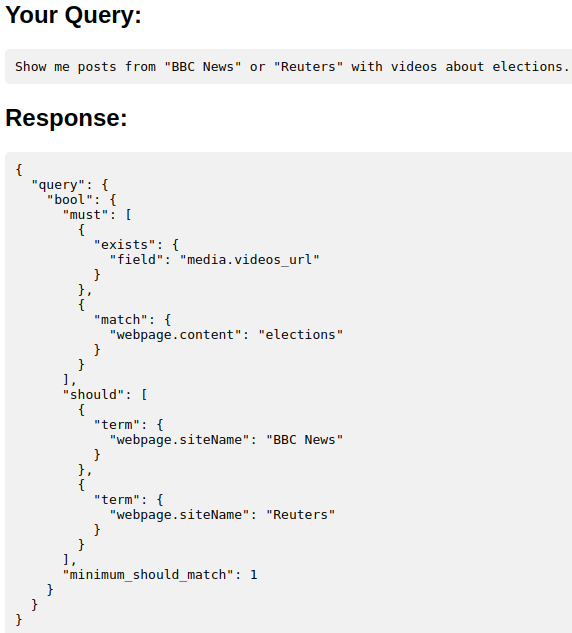 Your Query:
Show me posts from "BBC News" or "Reuters" with videos about elections.
Response:
{
  "query": {
    "bool": {
      "must": [
        {
          "exists": {
            "field": "media.videos_url"
          }
        },
        {
          "match": {
            "webpage.content": "elections"
          }
        }
      ],
      "should": [
        {
          "term": {
            "webpage.siteName": "BBC News"
          }
        },
        {
          "term": {
            "webpage.siteName": "Reuters"
          }
        }
      ],
      "minimum_should_match": 1
    }
  }
}